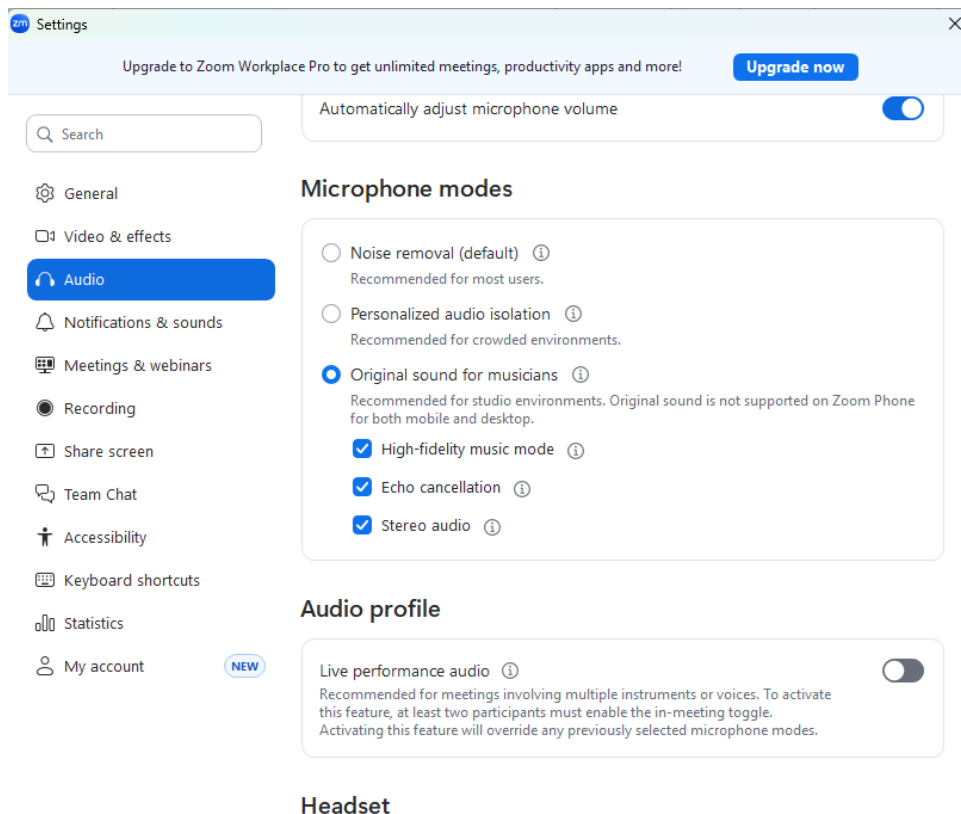 zm Settings
Upgrade to Zoom Workplace Pro to get unlimited meetings, productivity apps and more! Upgrade now
Search
General
Video & effects
Audio
Notifications & sounds
Meetings & webinars
Recording
Share screen
Team Chat
Accessibility
Keyboard shortcuts
Statistics
My account NEW
Automatically adjust microphone volume
Microphone modes
Noise removal (default)
Recommended for most users.
Personalized audio isolation
Recommended for crowded environments.
Original sound for musicians
Recommended for studio environments. Original sound is not supported on Zoom Phone
for both mobile and desktop.
High-fidelity music mode
Echo cancellation
Stereo audio
Audio profile
Live performance audio
Recommended for meetings involving multiple instruments or voices. To activate
this feature, at least two participants must enable the in-meeting toggle.
Activating this feature will override any previously selected microphone modes.
Headset